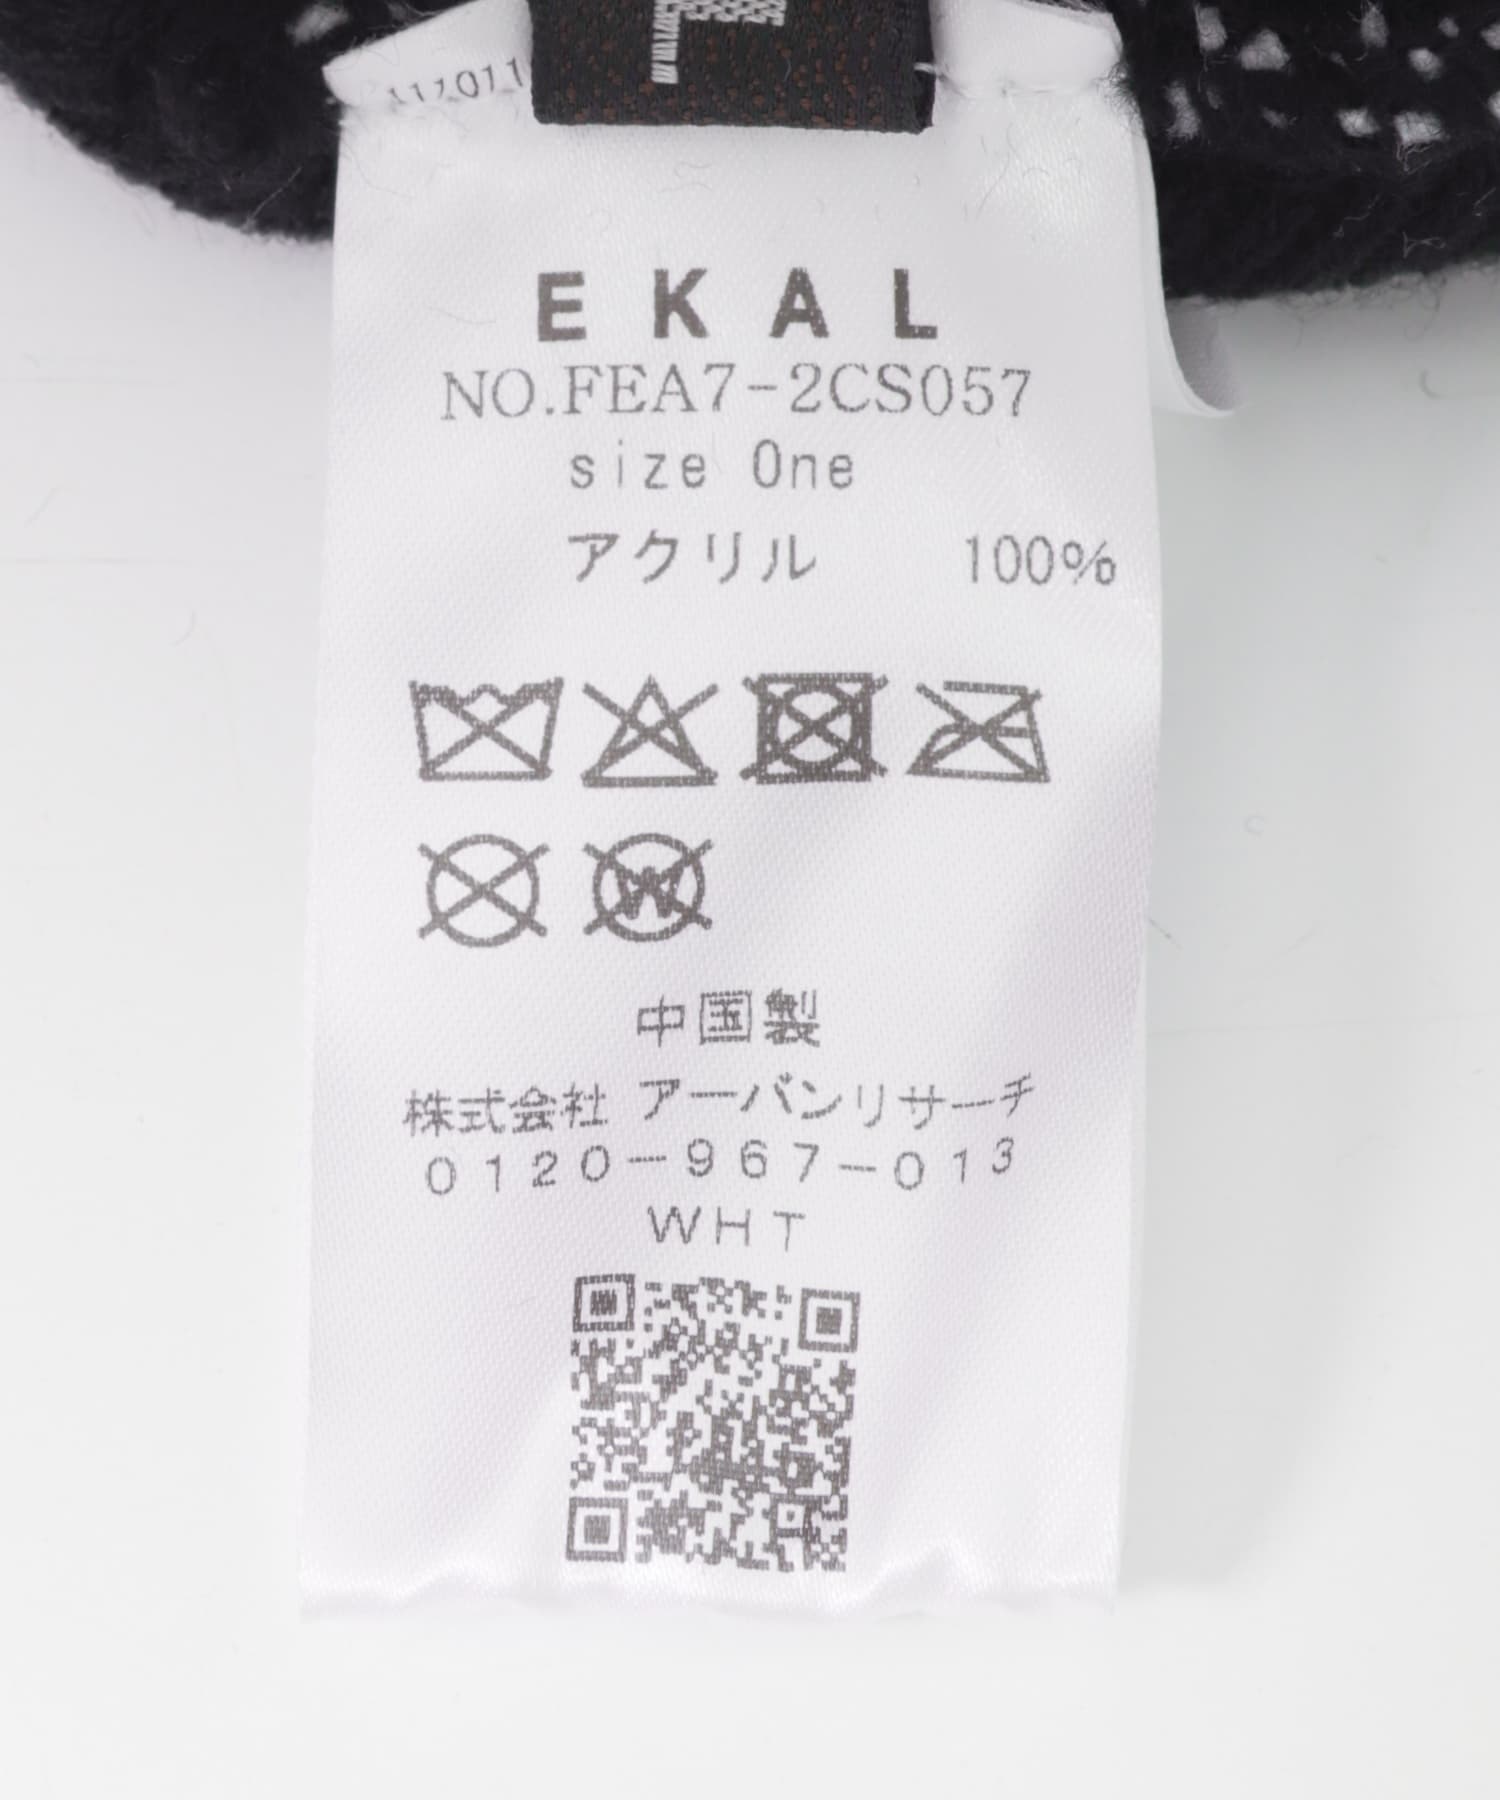 EKAL
NO.FEA7-2CS057
size One
アクリル 100%
中国製
株式会社 アーバンリサーチ
0120-967-013
WHT